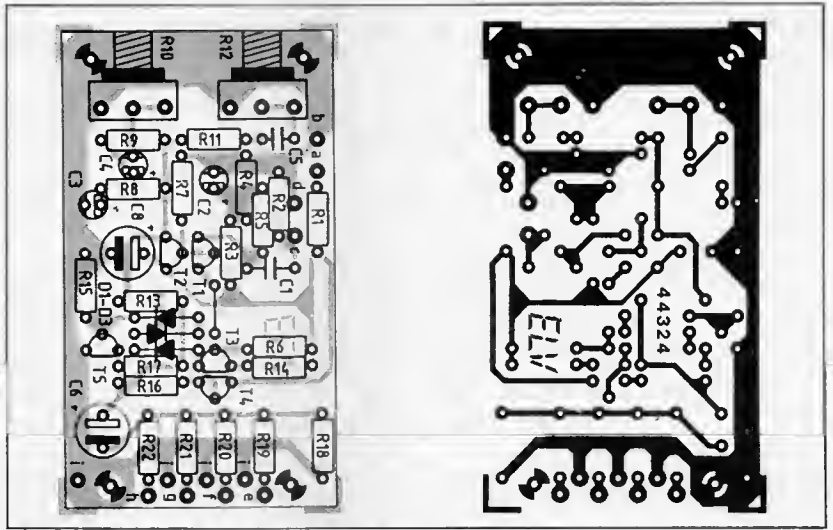 R10
R12
b
R9
R11
C5
a
C4
R8
R7
C2
R4
d
C3
R5
R2
R1
C8
R3
c
C1
T2
T1
R15
D1-D3
R13
T3
R6
R17
R14
T5
R16
T4
C6
R22
R21
R20
R19
R18
i
h
g
f
e
ELV
44324